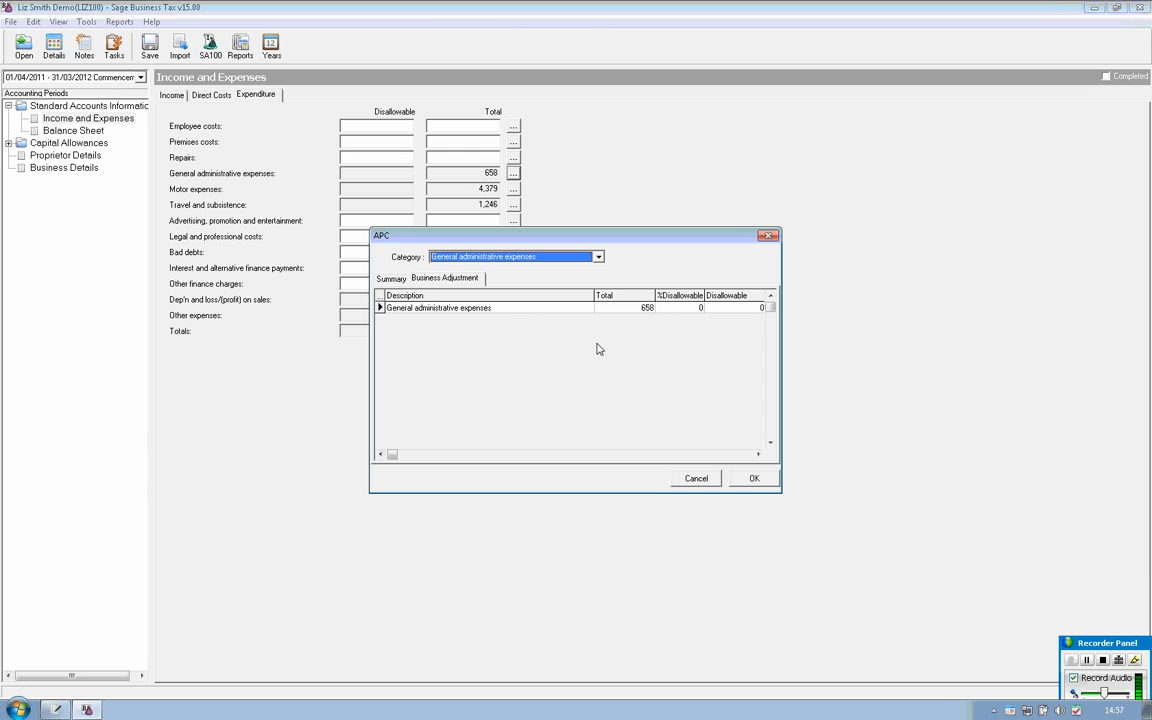 Liz Smith Demo(LIZ100) - Sage Business Tax v15.00
File Edit View Tools Reports Help
Open Details Notes Tasks Save Import SA100 Reports Years
12
01/04/2011 - 31/03/2012 Commencem
Income and Expenses
Completed
Accounting Periods
Standard Accounts Informatic
Income and Expenses
Balance Sheet
Capital Allowances
Proprietor Details
Business Details
Income Direct Costs Expenditure
Disallowable Total
Employee costs: ...
Premises costs: ...
Repairs: ...
General administrative expenses: 658 ...
Motor expenses: 4,379 ...
Travel and subsistence: 1,246 ...
Advertising, promotion and entertainment: ...
Legal and professional costs:
Bad debts:
Interest and alternative finance payments:
Other finance charges:
Dep'n and loss/(profit) on sales:
Other expenses:
Totals:
APC
Category: General administrative expenses
Summary Business Adjustment
... Description Total %Disallowable Disallowable
General administrative expenses 658 0 0
Cancel OK
Recorder Panel
Record Audio
14:57